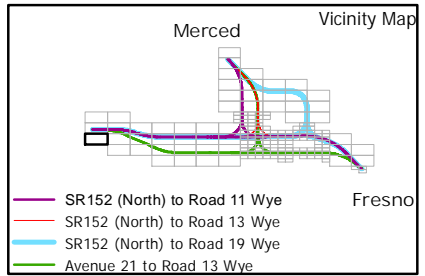 Vicinity Map
Merced
Fresno
SR152 (North) to Road 11 Wye
SR152 (North) to Road 13 Wye
SR152 (North) to Road 19 Wye
Avenue 21 to Road 13 Wye